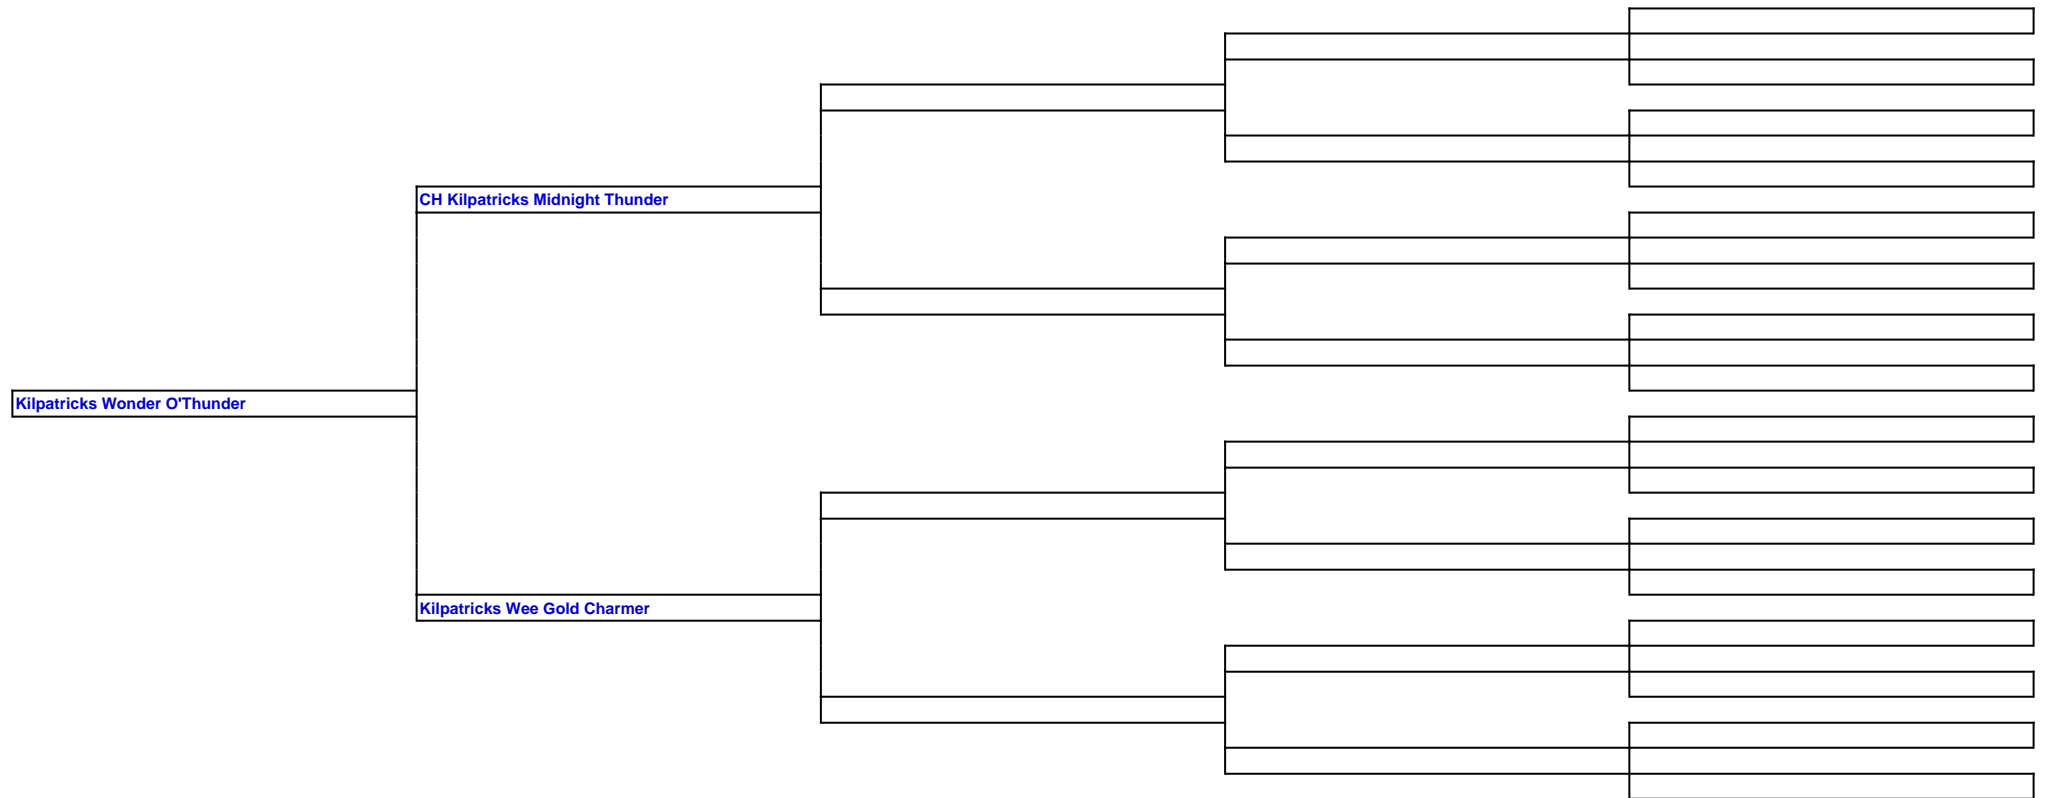 CH Kilpatricks Midnight Thunder
Kilpatricks Wonder O'Thunder
Kilpatricks Wee Gold Charmer